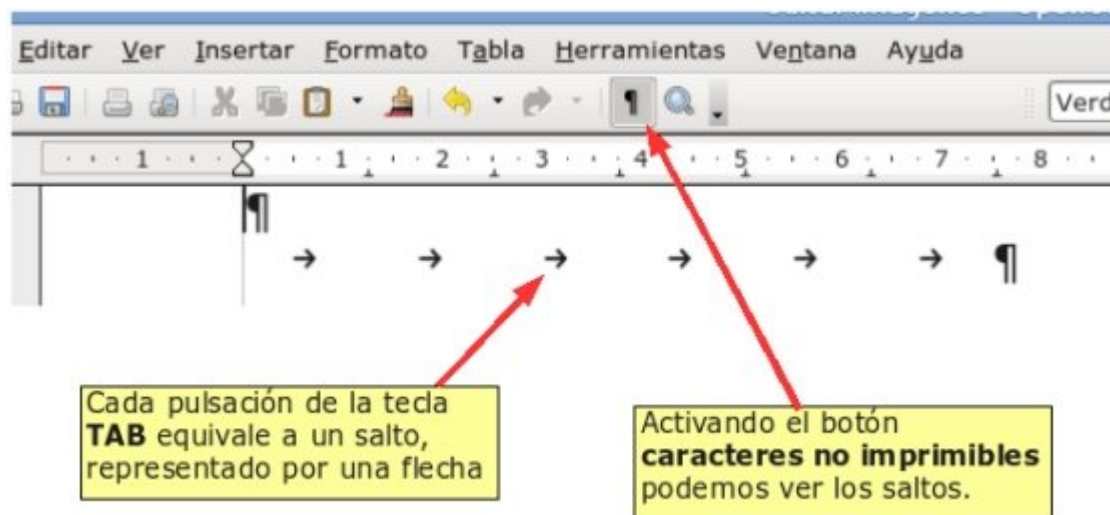 Editar Ver Insertar Formato Tabla Herramientas Ventana Ayuda
¶ Verd
1 1 2 3 4 5 6 7 8
¶
→ → → → → → ¶
Cada pulsación de la tecla
TAB equivale a un salto,
representado por una flecha
Activando el botón
caracteres no imprimibles
podemos ver los saltos.